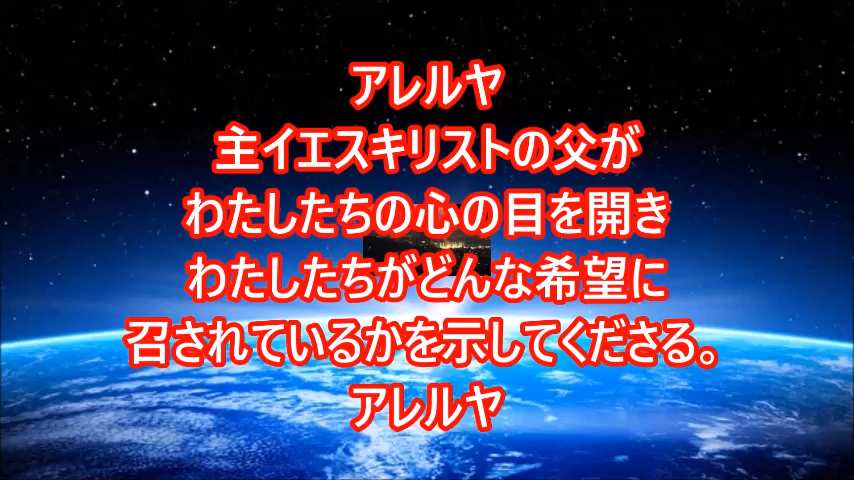 アレルヤ
主イエスキリストの父が
わたしたちの心の目を開き
わたしたちがどんな希望に
召されているかを示してくださる。
アレルヤ